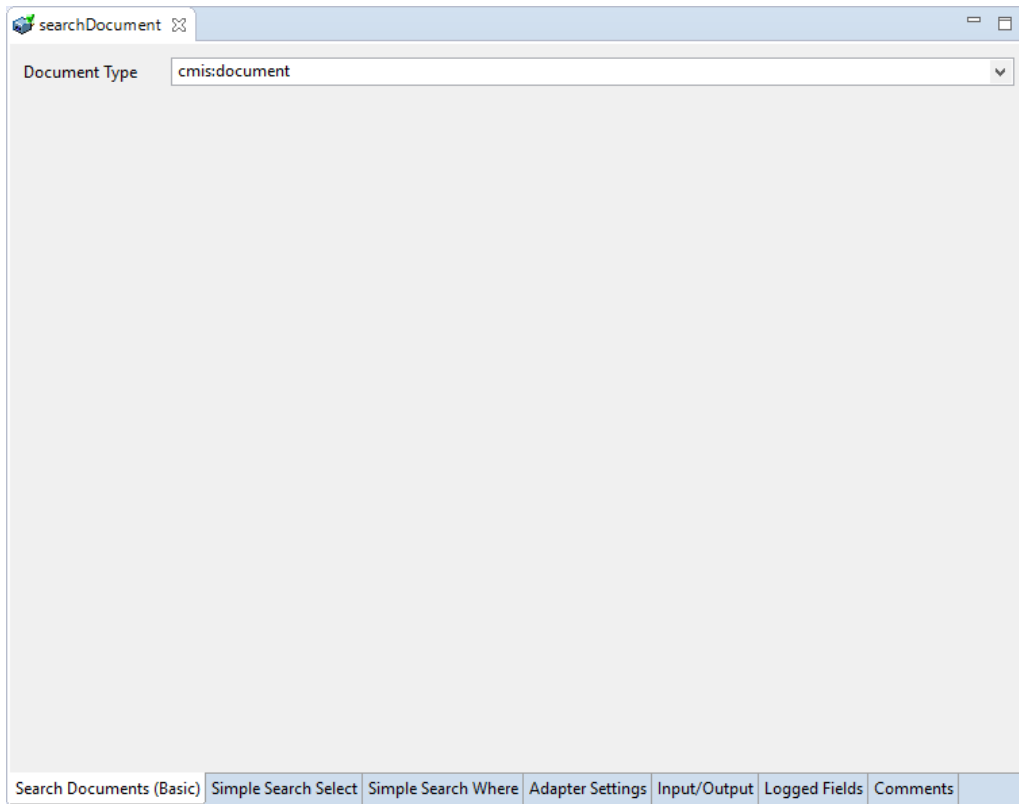 searchDocument
Document Type cmis:document
Search Documents (Basic) Simple Search Select Simple Search Where Adapter Settings Input/Output Logged Fields Comments